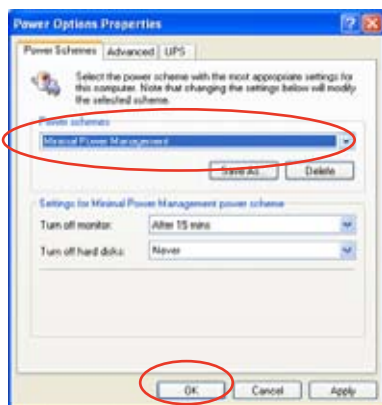 Power Options Properties
Power Schemes Advanced UPS
Select the power scheme with the most appropriate settings for
this computer. Note that changing the settings below will modify
the selected scheme.
Power schemes
Minimal Power Management
Save As... Delete
Settings for Minimal Power Management power scheme
Turn off monitor: After 15 mins
Turn off hard disks: Never
OK Cancel Apply